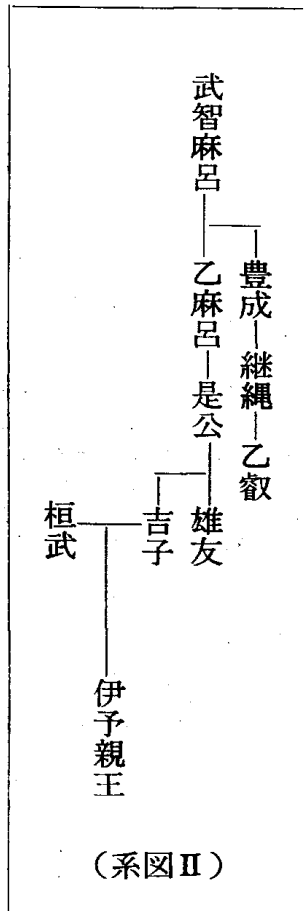 豊成 継縄 乙叡
武智麻呂 乙麻呂 是公 雄友
吉子
伊予親王
桓武
（系図Ⅱ）